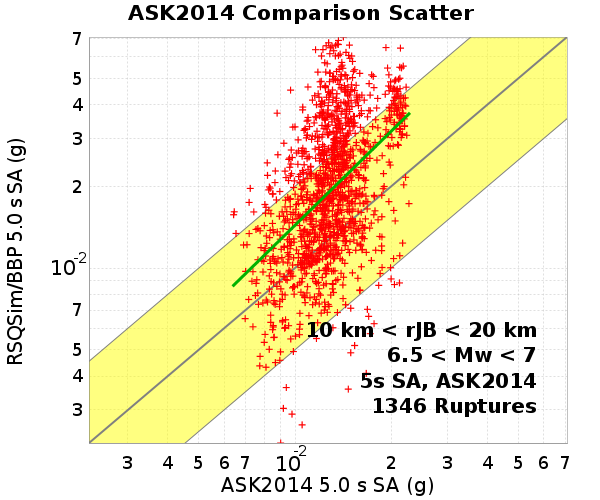 ASK2014 Comparison Scatter
7
5
4
3
2
10-2
7
5
4
3
RSQSim/BBP 5.0 s SA (g)
10 km < rJB < 20 km
6.5 < Mw < 7
5s SA, ASK2014
1346 Ruptures
3 4 5 6 7 10-2 2 3 4 5 6 7
ASK2014 5.0 s SA (g)